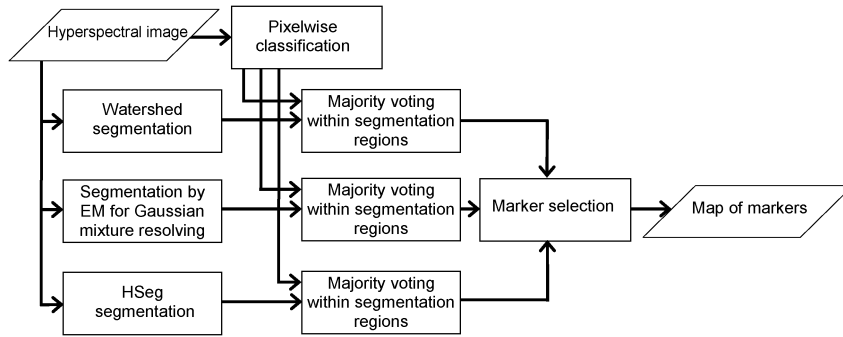 Hyperspectral image
Pixelwise
classification
Watershed
segmentation
Majority voting
within segmentation
regions
Segmentation by
EM for Gaussian
mixture resolving
Majority voting
within segmentation
regions
Marker selection
Map of markers
HSeg
segmentation
Majority voting
within segmentation
regions